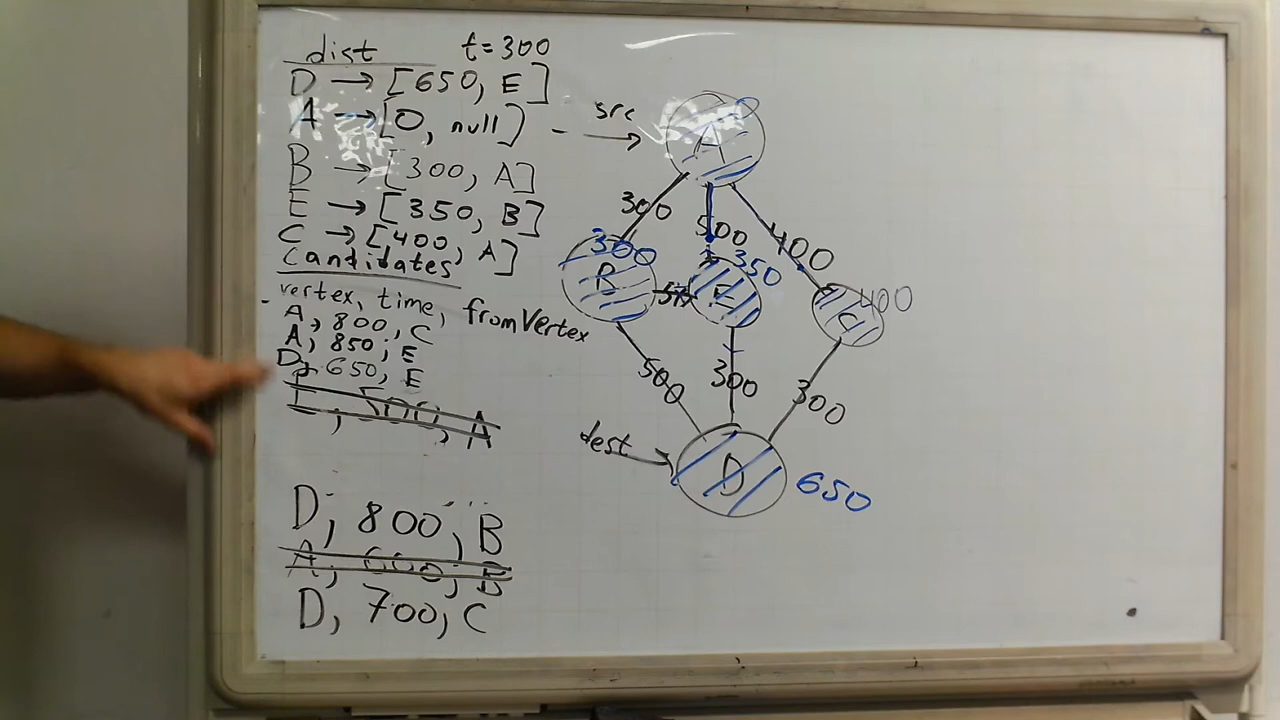 dist t=300
D → [650, E]
A → [0, null] - src →
B → [300, A]
E → [350, B]
C → [400, A]
Candidates
- vertex, time, fromVertex
A, 800, C
A, 850, E
D, 650, E
E, 500, A
D, 800, B
A, 600, B
D, 700, C
A
300
500
400
300
B
350
E
400
C
500
300
300
dest →
D
650